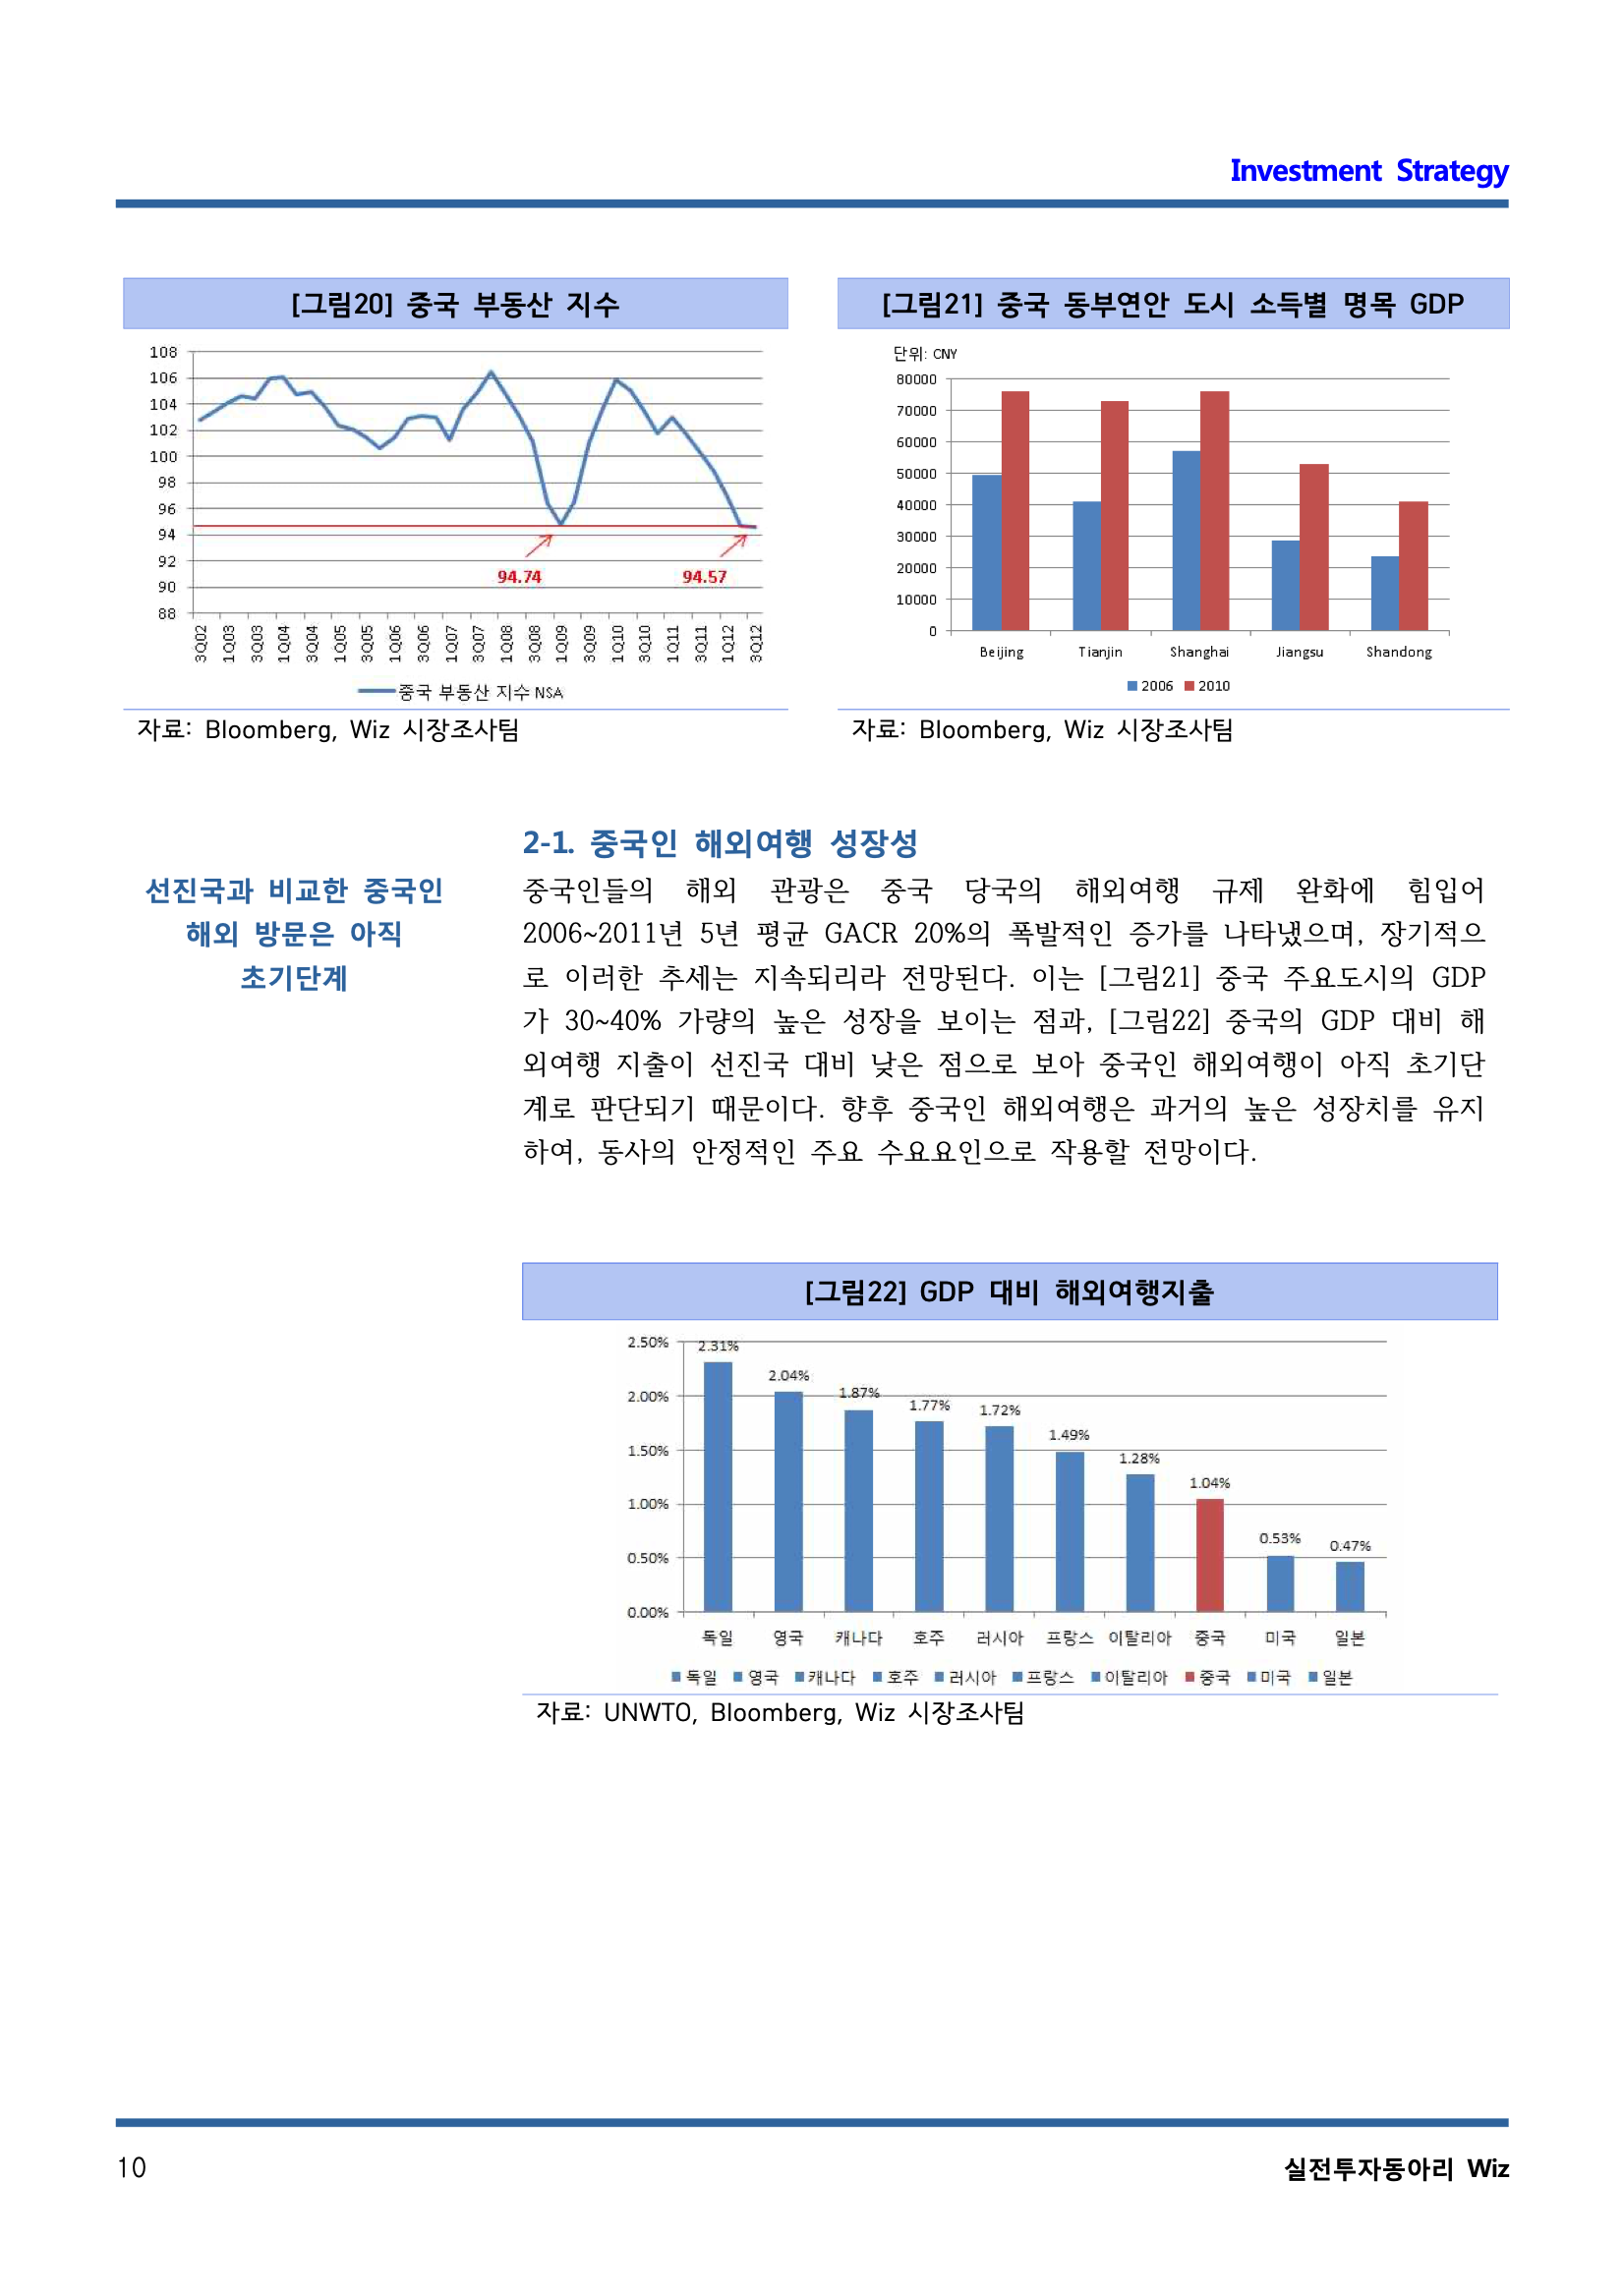 Investment Strategy
[그림20] 중국 부동산 지수
108
106
104
102
100
98
96
94
92
90
88
94.74
94.57
3Q02 1Q03 3Q03 1Q04 3Q04 1Q05 3Q05 1Q06 3Q06 1Q07 3Q07 1Q08 3Q08 1Q09 3Q09 1Q10 3Q10 1Q11 3Q11 1Q12 3Q12
중국 부동산 지수 NSA
자료: Bloomberg, Wiz 시장조사팀
[그림21] 중국 동부연안 도시 소득별 명목 GDP
단위: CNY
80000
70000
60000
50000
40000
30000
20000
10000
0
Beijing Tianjin Shanghai Jiangsu Shandong
2006 2010
자료: Bloomberg, Wiz 시장조사팀
선진국과 비교한 중국인
해외 방문은 아직
초기단계
2-1. 중국인 해외여행 성장성
중국인들의 해외 관광은 중국 당국의 해외여행 규제 완화에 힘입어
2006~2011년 5년 평균 GACR 20%의 폭발적인 증가를 나타냈으며, 장기적으
로 이러한 추세는 지속되리라 전망된다. 이는 [그림21] 중국 주요도시의 GDP
가 30~40% 가량의 높은 성장을 보이는 점과, [그림22] 중국의 GDP 대비 해
외여행 지출이 선진국 대비 낮은 점으로 보아 중국인 해외여행이 아직 초기단
계로 판단되기 때문이다. 향후 중국인 해외여행은 과거의 높은 성장치를 유지
하여, 동사의 안정적인 주요 수요요인으로 작용할 전망이다.
[그림22] GDP 대비 해외여행지출
2.50%
2.00%
1.50%
1.00%
0.50%
0.00%
2.31% 2.04% 1.87% 1.77% 1.72% 1.49% 1.28% 1.04% 0.53% 0.47%
독일 영국 캐나다 호주 러시아 프랑스 이탈리아 중국 미국 일본
독일 영국 캐나다 호주 러시아 프랑스 이탈리아 중국 미국 일본
자료: UNWTO, Bloomberg, Wiz 시장조사팀
10
실전투자동아리 Wiz